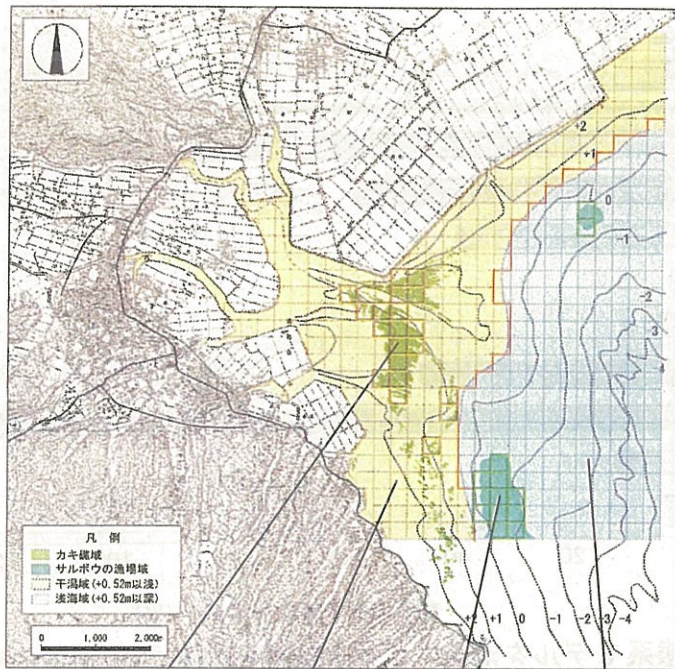 +2
+1
0
-1
-2
3
凡 例
カキ礁域
サルボウの漁場域
干潟域(+0.52m以浅)
浅海域(+0.52m以深)
0 1,000 2,000m
+2 +1 0 -1 -2 -3 -4